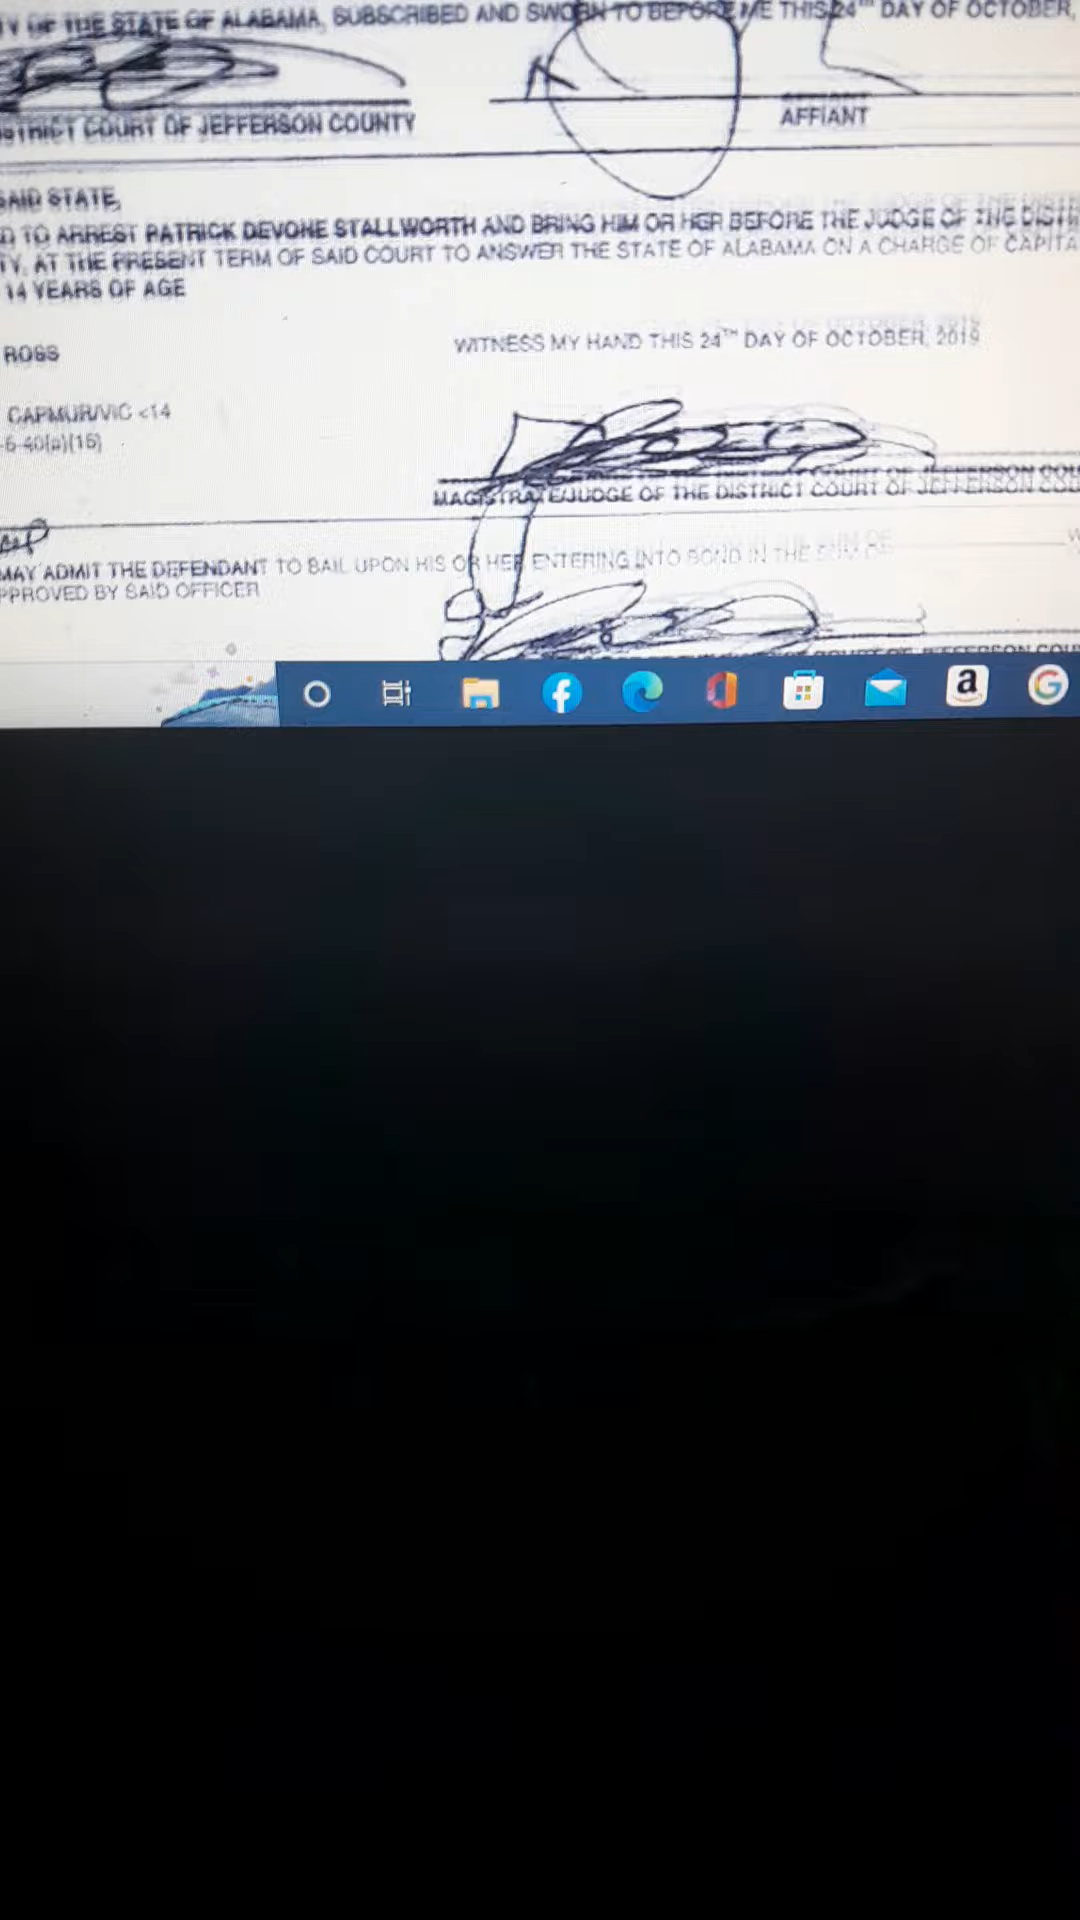 OF THE STATE OF ALABAMA, SUBSCRIBED AND SWORN TO BEFORE ME THIS 24TH DAY OF OCTOBER,
DISTRICT COURT OF JEFFERSON COUNTY
AFFIANT
SAID STATE,
TO ARREST PATRICK DEVONE STALLWORTH AND BRING HIM OR HER BEFORE THE JUDGE OF THE
AT THE PRESENT TERM OF SAID COURT TO ANSWER THE STATE OF ALABAMA ON A CHARGE OF CAPITA
14 YEARS OF AGE
ROSS
WITNESS MY HAND THIS 24TH DAY OF OCTOBER, 2019
CAPMUR/VIC <14
-6-40(a)(15)
MAGISTRATE/JUDGE OF THE DISTRICT COURT OF JEFFERSON COU
MAY ADMIT THE DEFENDANT TO BAIL UPON HIS OR HER ENTERING INTO BOND IN THE SUM OF
APPROVED BY SAID OFFICER